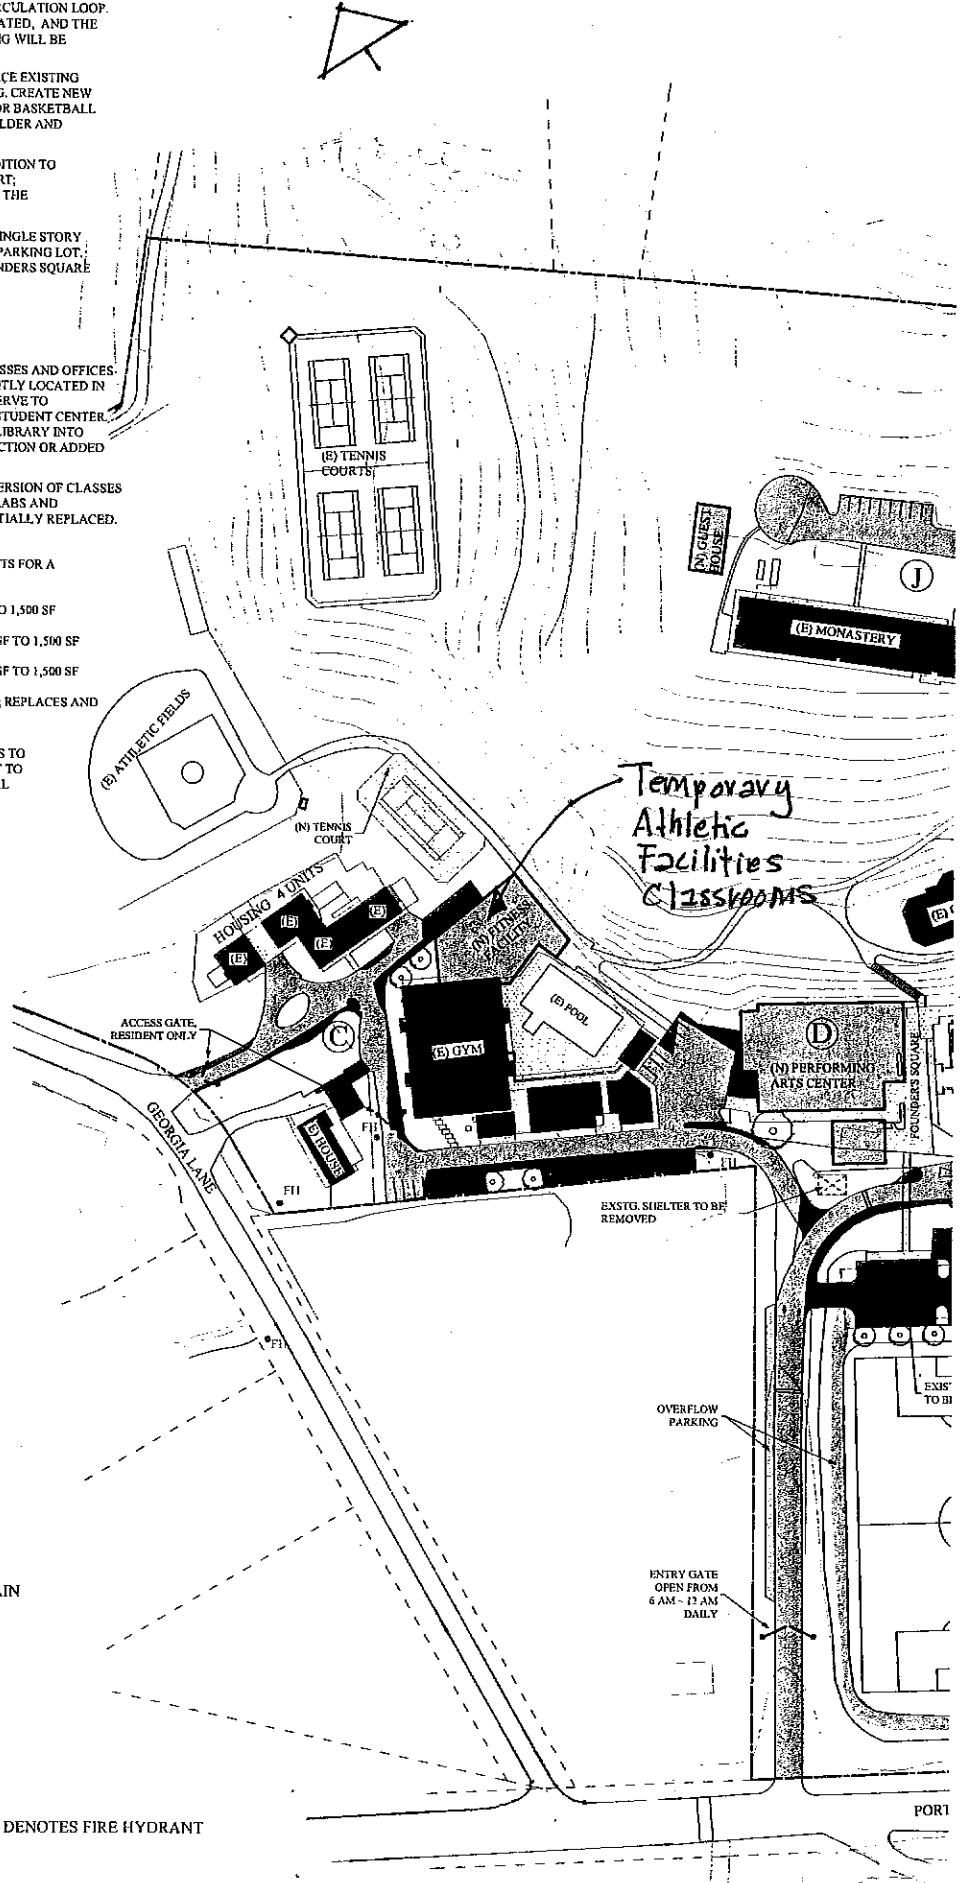 RCULATION LOOP.
ATED, AND THE
G WILL BE
CE EXISTING
G. CREATE NEW
OR BASKETBALL
LDER AND
DITION TO
RT;
THE
INGLE STORY
PARKING LOT.
NDERS SQUARE
SSES AND OFFICES
TLY LOCATED IN
ERVE TO
STUDENT CENTER.
LIBRARY INTO
CTION OR ADDED
ERSION OF CLASSES
LABS AND
TIALLY REPLACED.
TS FOR A
O 1,500 SF
SF TO 1,500 SF
SF TO 1,500 SF
; REPLACES AND
S TO
T TO
AL
(E) TENNIS
COURTS
(N) GUEST
HOUSE
J
(E) MONASTERY
(E) ATHLETIC FIELDS
(N) TENNIS
COURT
Temporary
Athletic
Facilities
Classrooms
HOUSING 4 UNITS
(E)
(E)
(E)
(E)
(N) FITNESS
FACILITY
(E) POOL
(E) GYM
ACCESS GATE,
RESIDENT ONLY
C
D
(N) PERFORMING
ARTS CENTER
FOUNDER'S SQUARE
GEORGIA LANE
(E) HOUSE
FH
FH
FH
FH
EXSTG. SHELTER TO BE
REMOVED
EXIST
TO BE
OVERFLOW
PARKING
ENTRY GATE
OPEN FROM
6 AM - 12 AM
DAILY
AIN
PORT
DENOTES FIRE HYDRANT